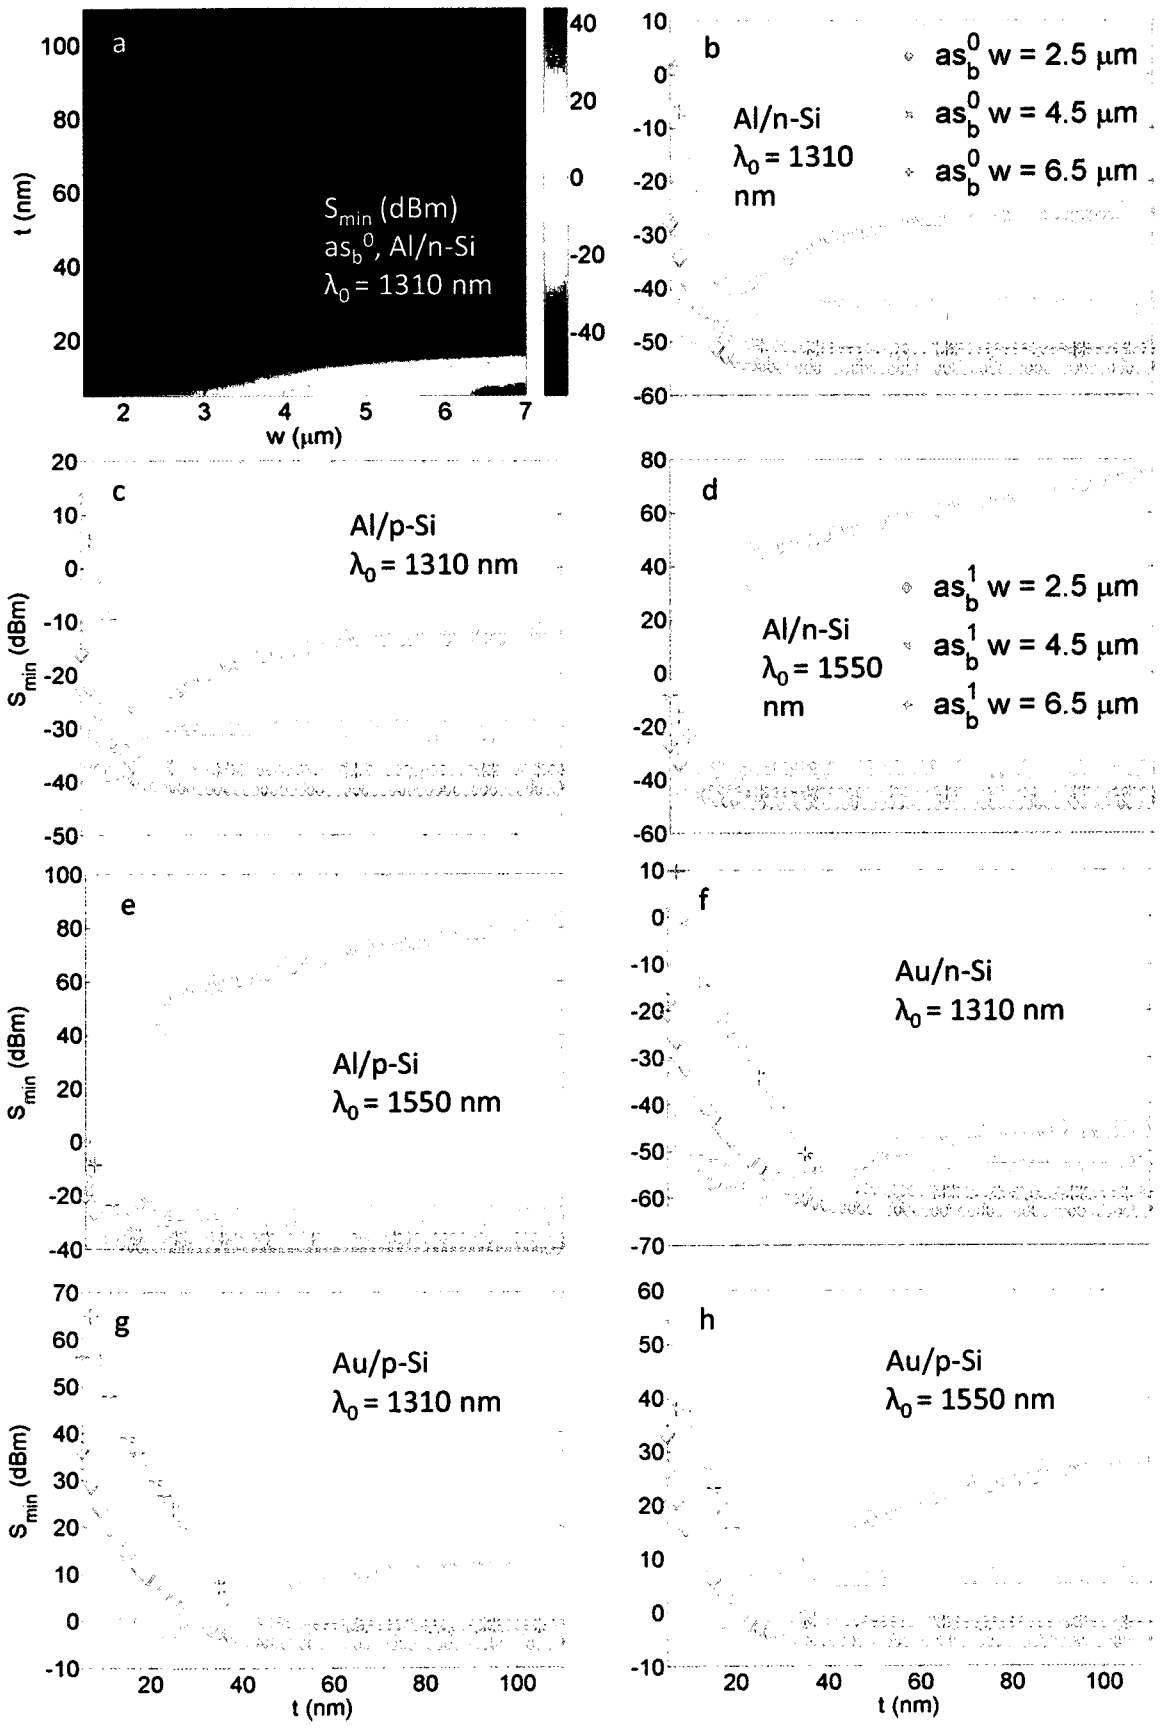 a
100
80
60
40
20
t (nm)
S_min (dBm)
as_b^0, Al/n-Si
λ_0 = 1310 nm
2 3 4 5 6 7
w (μm)
40
20
0
-20
-40
b
10
0
-10
-20
-30
-40
-50
-60
Al/n-Si
λ_0 = 1310
nm
as_b^0 w = 2.5 μm
as_b^0 w = 4.5 μm
as_b^0 w = 6.5 μm
c
20
10
0
-10
-20
-30
-40
-50
S_min (dBm)
Al/p-Si
λ_0 = 1310 nm
d
80
60
40
20
0
-20
-40
-60
Al/n-Si
λ_0 = 1550
nm
as_b^1 w = 2.5 μm
as_b^1 w = 4.5 μm
as_b^1 w = 6.5 μm
e
100
80
60
40
20
0
-20
-40
S_min (dBm)
Al/p-Si
λ_0 = 1550 nm
f
10
0
-10
-20
-30
-40
-50
-60
-70
Au/n-Si
λ_0 = 1310 nm
g
70
60
50
40
30
20
10
0
-10
S_min (dBm)
Au/p-Si
λ_0 = 1310 nm
20 40 60 80 100
t (nm)
h
60
50
40
30
20
10
0
-10
Au/p-Si
λ_0 = 1550 nm
20 40 60 80 100
t (nm)